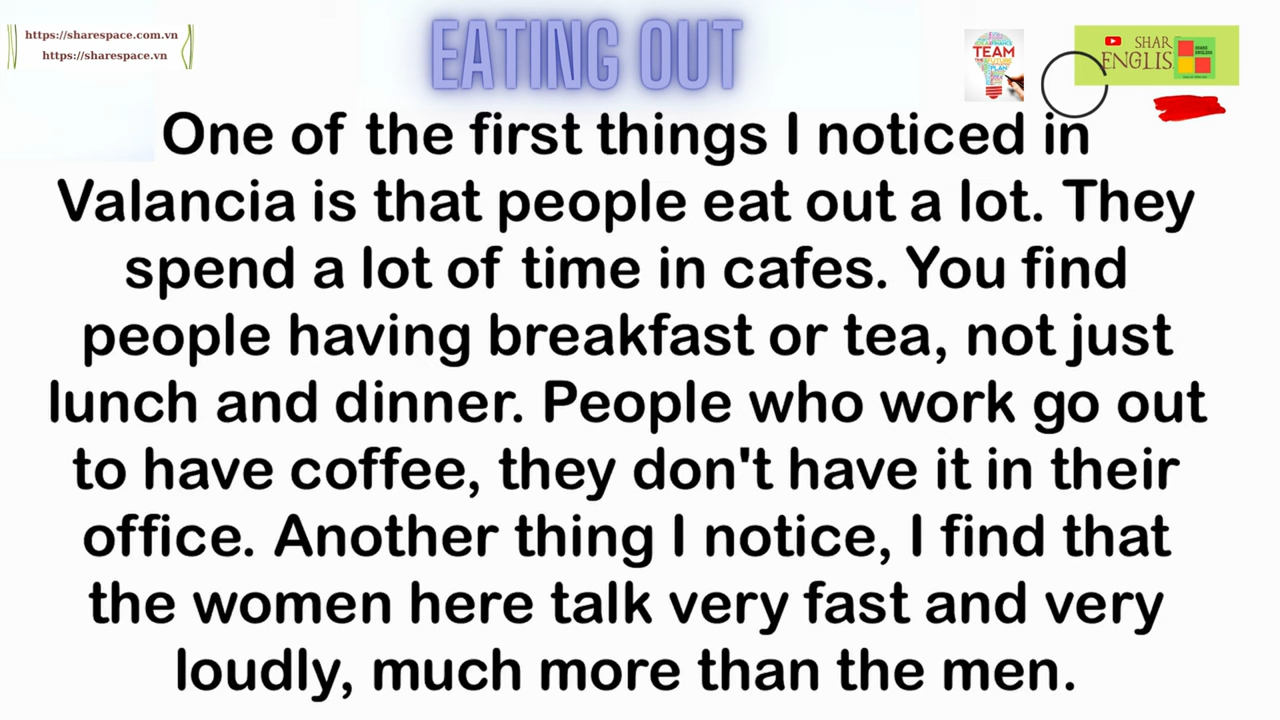 https://sharespace.com.vn
https://sharespace.vn
EATING OUT
TEAM
PLAN
SHAR
ENGLIS
One of the first things I noticed in
Valancia is that people eat out a lot. They
spend a lot of time in cafes. You find
people having breakfast or tea, not just
lunch and dinner. People who work go out
to have coffee, they don't have it in their
office. Another thing I notice, I find that
the women here talk very fast and very
loudly, much more than the men.